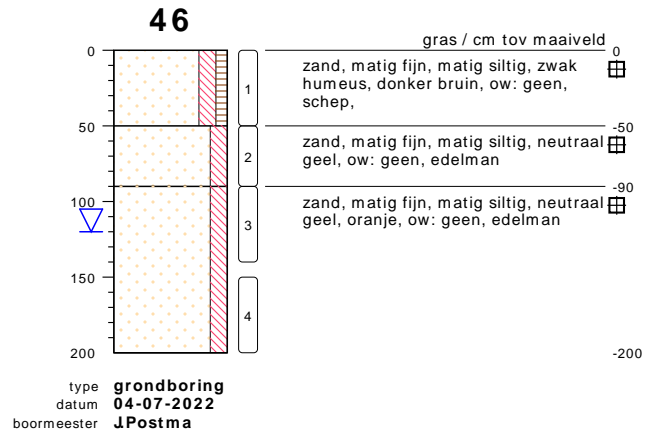 46
gras / cm tov maaiveld
0
0
zand, matig fijn, matig siltig, zwak
humeus, donker bruin, ow: geen,
schep,
1
50
-50
zand, matig fijn, matig siltig, neutraal
geel, ow: geen, edelman
2
-90
zand, matig fijn, matig siltig, neutraal
geel, oranje, ow: geen, edelman
100
3
150
4
200
-200
type grondboring
datum 04-07-2022
boormeester J.Postma